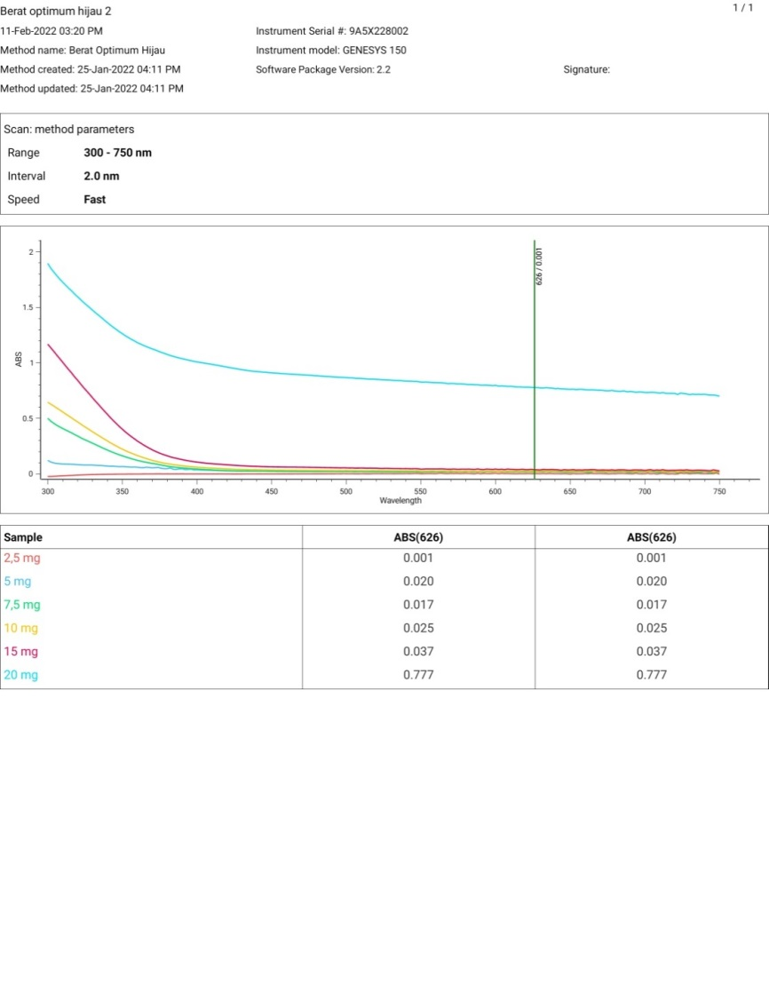 Berat optimum hijau 2
1 / 1
11-Feb-2022 03:20 PM Instrument Serial #: 9A5X228002
Method name: Berat Optimum Hijau Instrument model: GENESYS 150
Method created: 25-Jan-2022 04:11 PM Software Package Version: 2.2 Signature:
Method updated: 25-Jan-2022 04:11 PM
Scan: method parameters
Range 300 - 750 nm
Interval 2.0 nm
Speed Fast
626 / 0.001
2
1.5
1
0.5
0
ABS
300 350 400 450 500 550 600 650 700 750
Wavelength
Sample ABS(626) ABS(626)
2,5 mg 0.001 0.001
5 mg 0.020 0.020
7,5 mg 0.017 0.017
10 mg 0.025 0.025
15 mg 0.037 0.037
20 mg 0.777 0.777